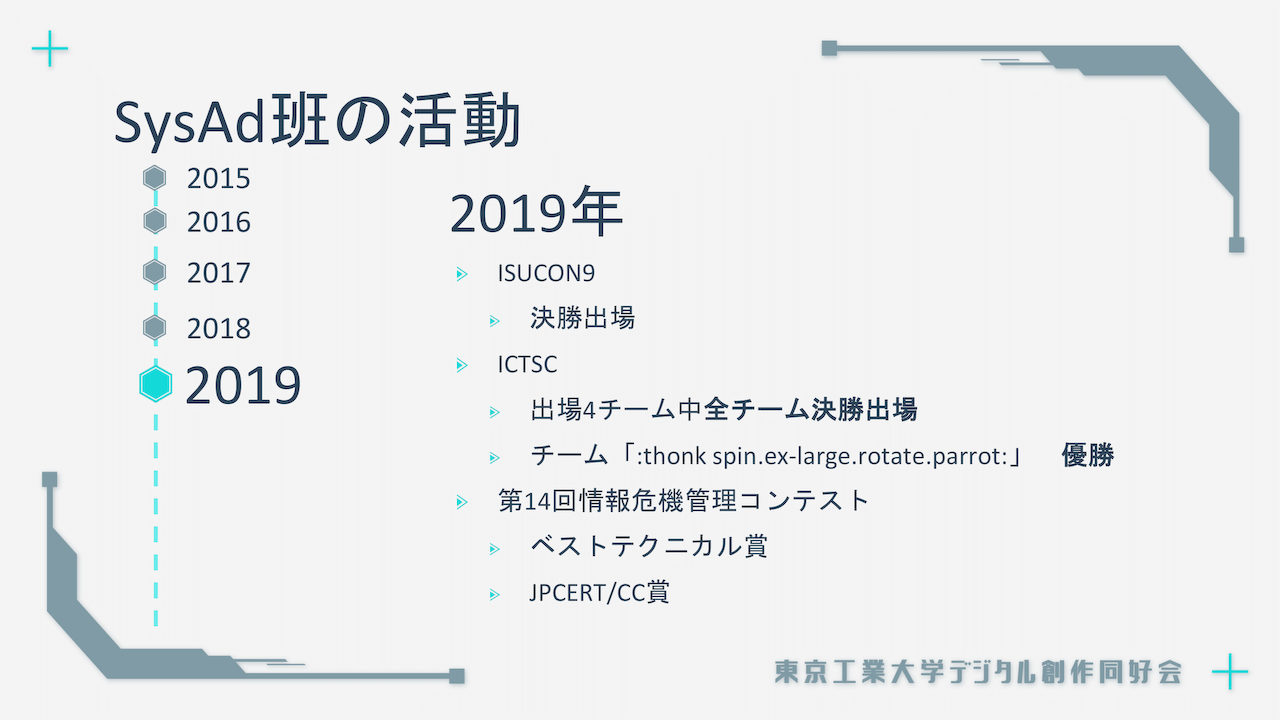 SysAd班の活動
2015
2016
2017
2018
2019
2019年
ISUCON9
決勝出場
ICTSC
出場4チーム中全チーム決勝出場
チーム「:thonk spin.ex-large.rotate.parrot:」　優勝
第14回情報危機管理コンテスト
ベストテクニカル賞
JPCERT/CC賞
東京工業大学デジタル創作同好会